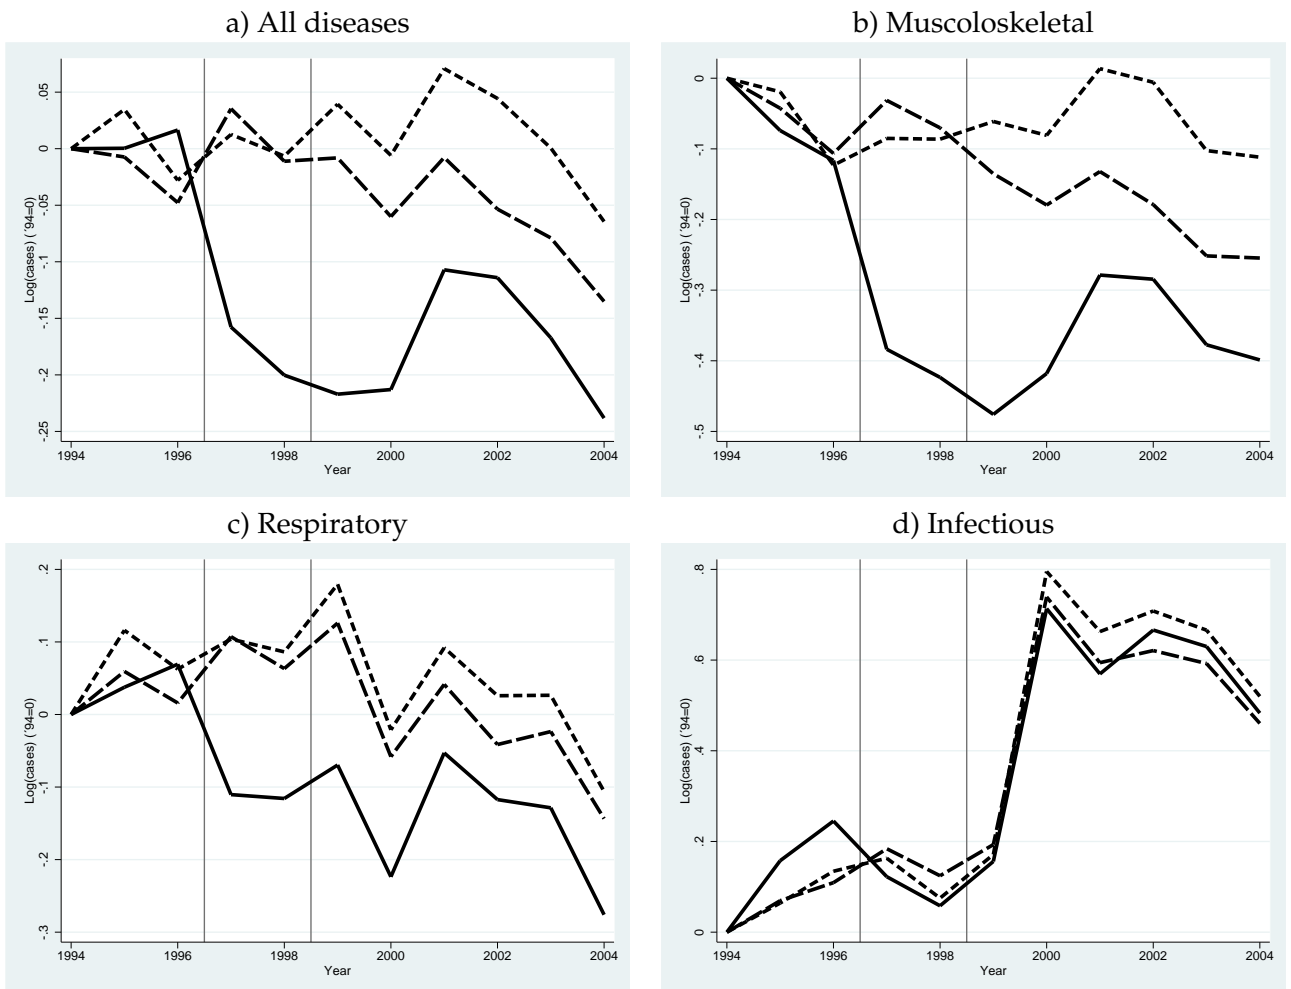 a) All diseases
b) Muscoloskeletal
.05
0
-.05
-.1
-.15
-.2
-.25
Log(cases) (´94=0)
1994 1996 1998 2000 2002 2004
Year
0
-.1
-.2
-.3
-.4
-.5
Log(cases) (´94=0)
1994 1996 1998 2000 2002 2004
Year
c) Respiratory
d) Infectious
.2
.1
0
-.1
-.2
-.3
Log(cases) (´94=0)
1994 1996 1998 2000 2002 2004
Year
.8
.6
.4
.2
0
Log(cases) (´94=0)
1994 1996 1998 2000 2002 2004
Year